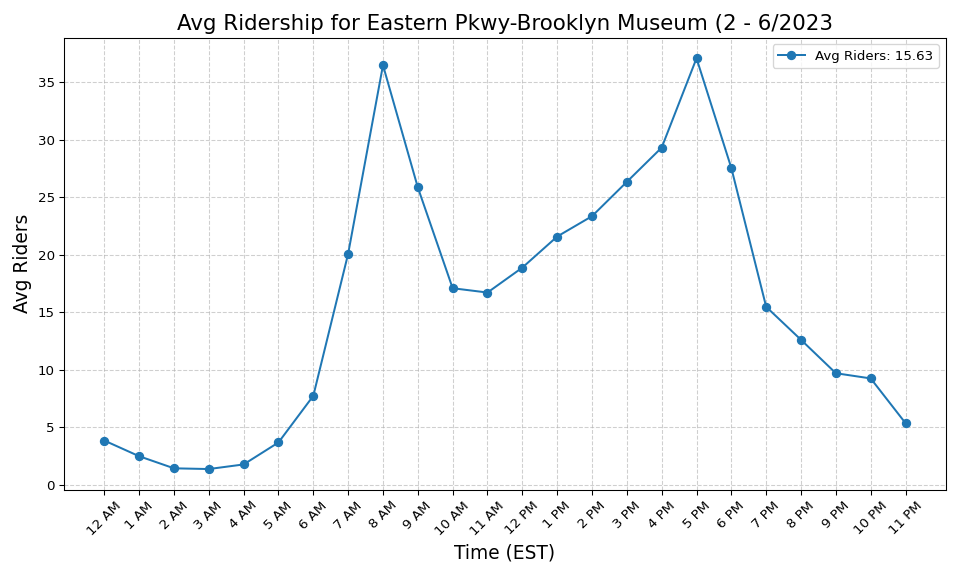 Avg Ridership for Eastern Pkwy-Brooklyn Museum (2 - 6/2023
Avg Riders: 15.63
Avg Riders
35
30
25
20
15
10
5
0
12 AM
1 AM
2 AM
3 AM
4 AM
5 AM
6 AM
7 AM
8 AM
9 AM
10 AM
11 AM
12 PM
1 PM
2 PM
3 PM
4 PM
5 PM
6 PM
7 PM
8 PM
9 PM
10 PM
11 PM
Time (EST)